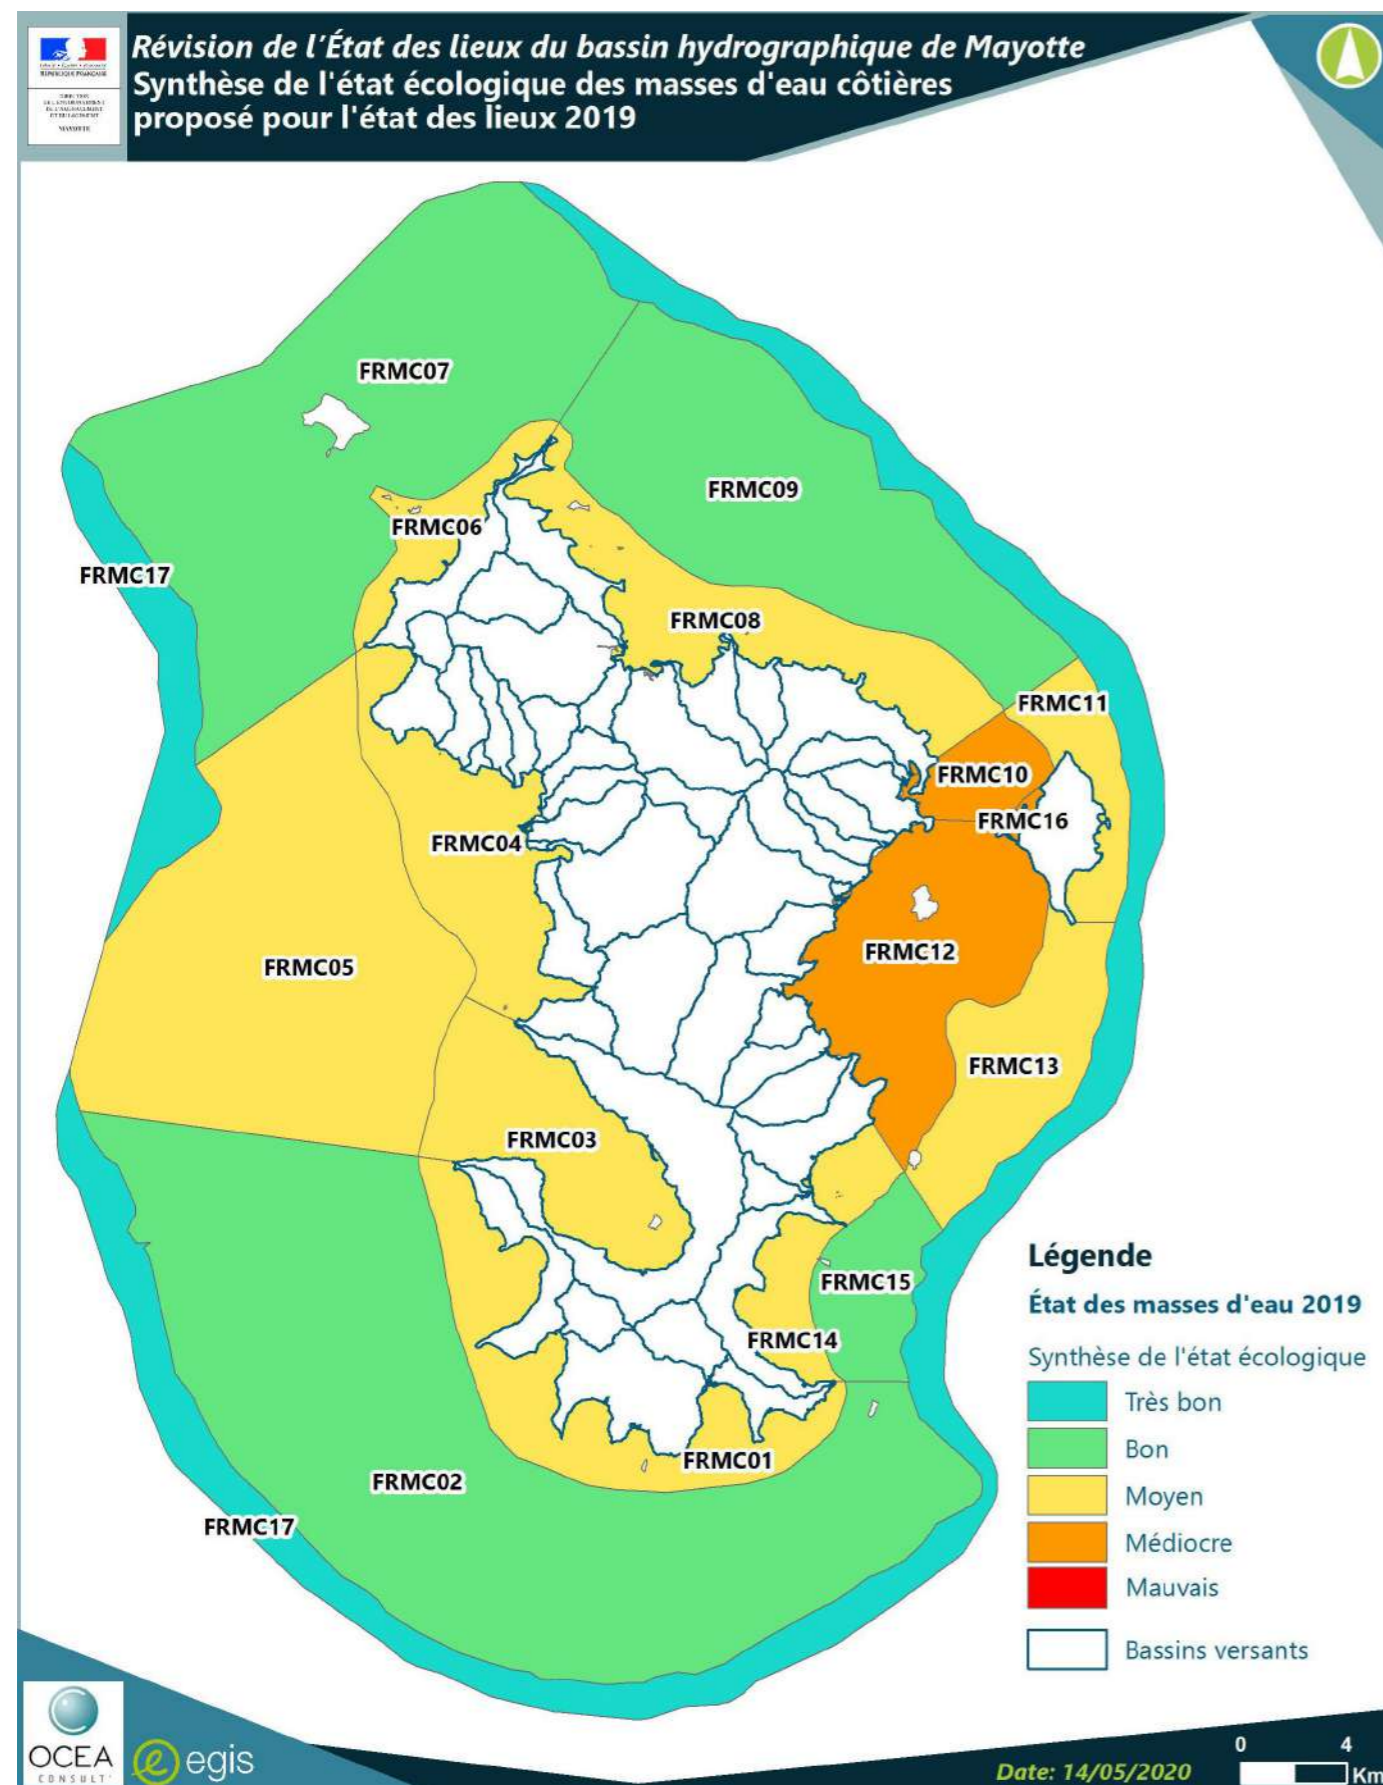 Révision de l'État des lieux du bassin hydrographique de Mayotte
Synthèse de l'état écologique des masses d'eau côtières
proposé pour l'état des lieux 2019
RÉPUBLIQUE FRANÇAISE
MAYOTTE
FRMC07
FRMC09
FRMC06
FRMC17
FRMC08
FRMC11
FRMC10
FRMC16
FRMC04
FRMC12
FRMC05
FRMC13
FRMC03
FRMC15
FRMC14
FRMC01
FRMC02
FRMC17
Légende
État des masses d'eau 2019
Synthèse de l'état écologique
Très bon
Bon
Moyen
Médiocre
Mauvais
Bassins versants
OCEA
CONSULT'
e egis
Date: 14/05/2020
0 4
Km